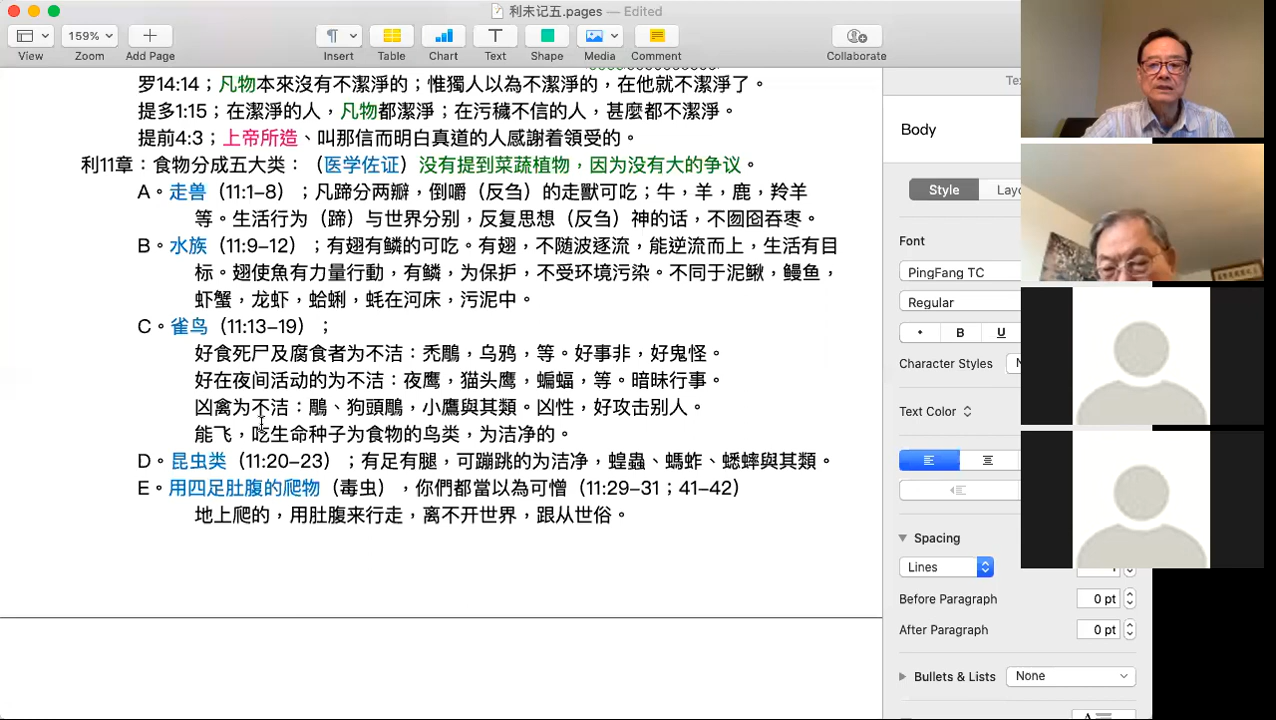 利未记五.pages — Edited
159%
View
Zoom
Add Page
Insert
Table
Chart
Text
Shape
Media
Comment
Collaborate
罗14:14；凡物本來沒有不潔淨的；惟獨人以為不潔淨的，在他就不潔淨了。
提多1:15；在潔淨的人，凡物都潔淨，在污穢不信的人，甚麼都不潔淨。
提前4:3；上帝所造、叫那信而明白真道的人感謝着領受的。
利11章：食物分成五大类：（医学佐证）没有提到菜蔬植物，因为没有大的争议。
A。走兽（11:1–8）；凡蹄分两瓣，倒嚼（反刍）的走獸可吃；牛，羊，鹿，羚羊
等。生活行为（蹄）与世界分别，反复思想（反刍）神的话，不囫囵吞枣。
B。水族（11:9–12）；有翅有鳞的可吃。有翅，不随波逐流，能逆流而上，生活有目
标。翅使魚有力量行動，有鳞，为保护，不受环境污染。不同于泥鳅，鳗鱼，
虾蟹，龙虾，蛤蜊，蚝在河床，污泥中。
C。雀鸟（11:13–19）；
好食死尸及腐食者为不洁：禿鵰，乌鸦，等。好事非，好鬼怪。
好在夜间活动的为不洁：夜鹰，猫头鹰，蝙蝠，等。暗昧行事。
凶禽为不洁：鵰、狗頭鵰，小鷹與其類。凶性，好攻击别人。
能飞，吃生命种子为食物的鸟类，为洁净的。
D。昆虫类（11:20–23）；有足有腿，可蹦跳的为洁净，蝗蟲、螞蚱、蟋蟀與其類。
E。用四足肚腹的爬物（毒虫），你們都當以為可憎（11:29–31；41–42）
地上爬的，用肚腹来行走，离不开世界，跟从世俗。
Body
Style
Font
PingFang TC
Regular
B
U
Character Styles
Text Color
Spacing
Lines
Before Paragraph
0 pt
After Paragraph
0 pt
Bullets & Lists
None